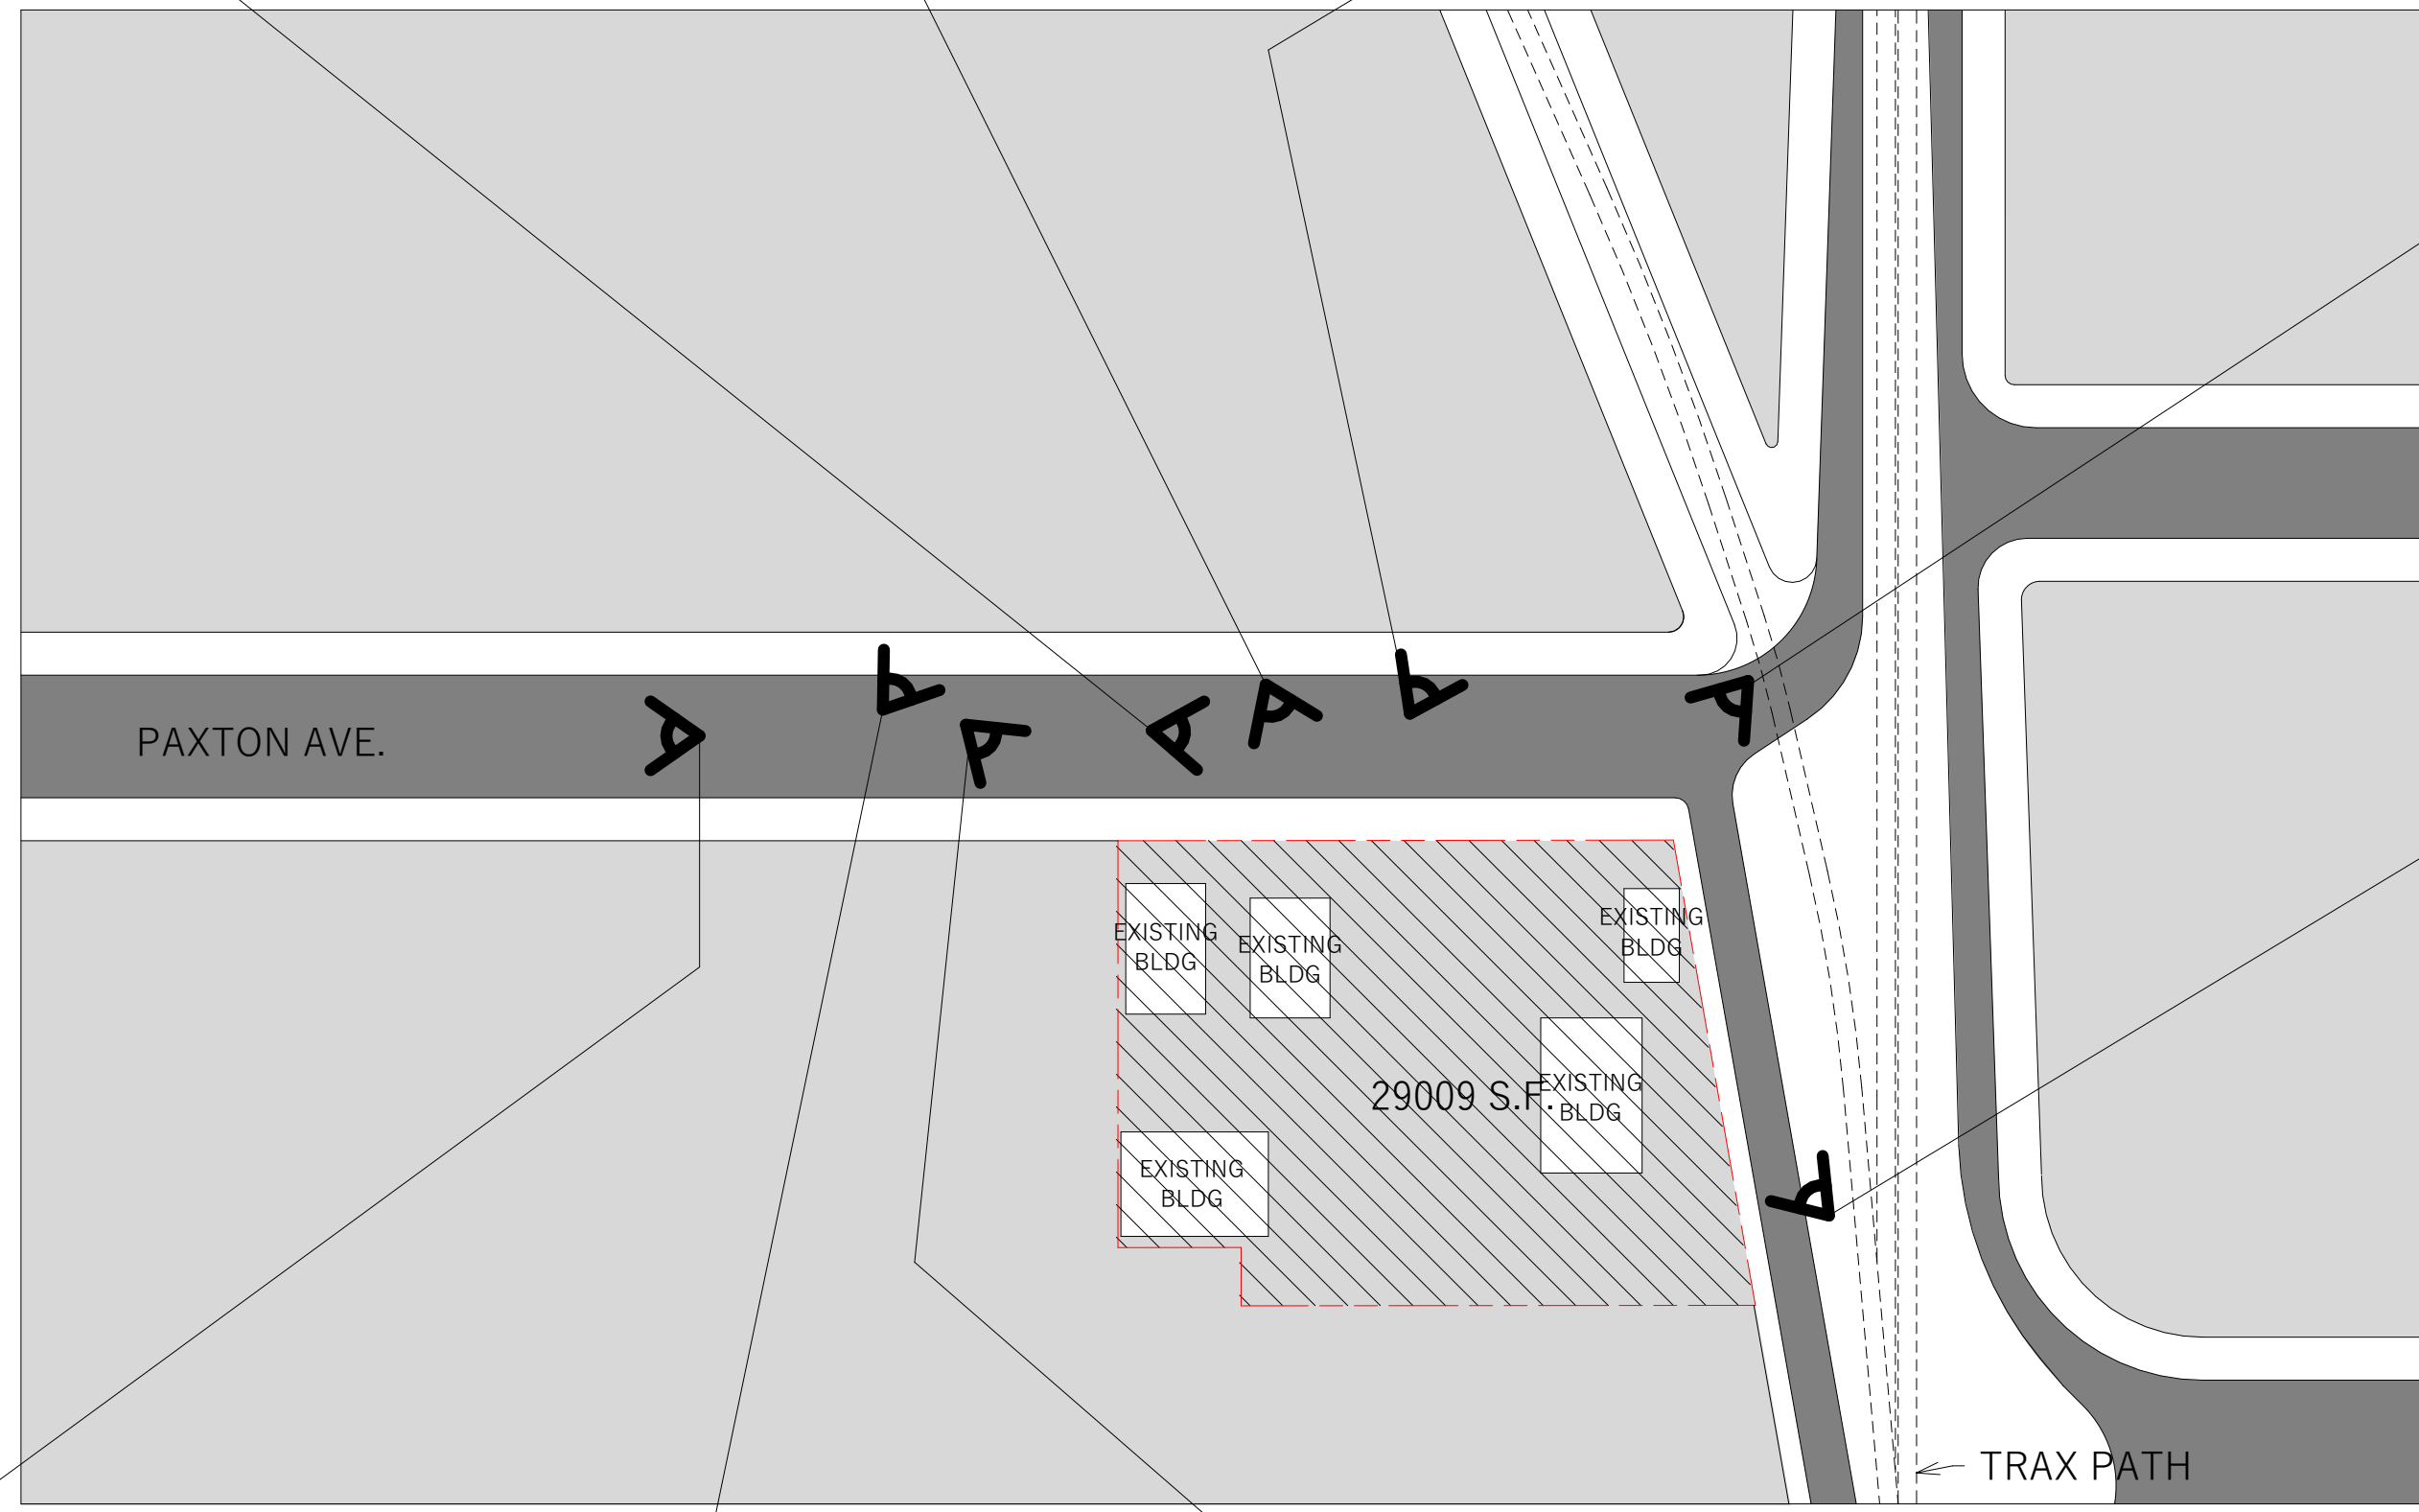 PAXTON AVE.
EXISTING
BLDG
EXISTING
BLDG
EXISTING
BLDG
29009 S.F.
EXISTING
BLDG
EXISTING
BLDG
TRAX PATH